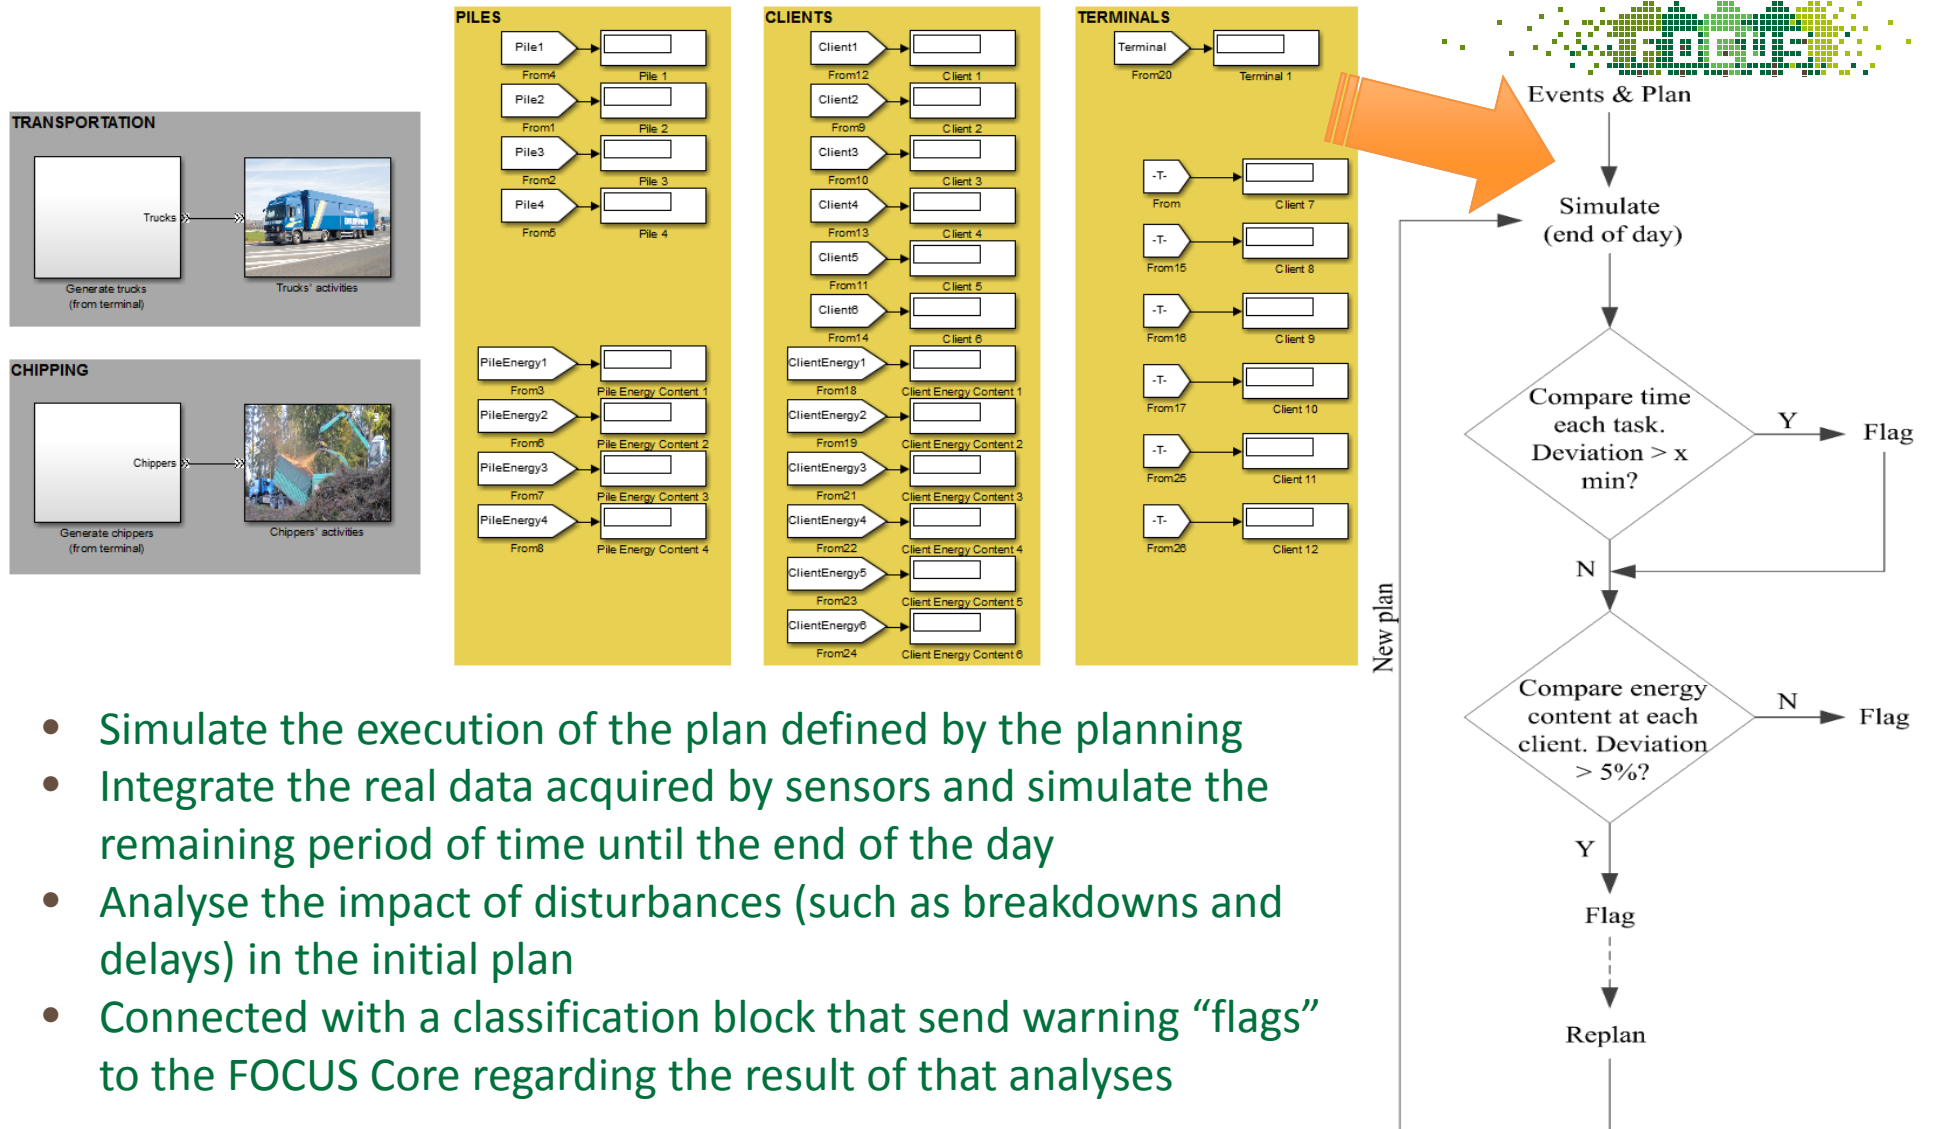 FOCUS
TRANSPORTATION
Trucks
Generate trucks
(from terminal)
Trucks' activities
CHIPPING
Chippers
Generate chippers
(from terminal)
Chippers' activities
PILES
Pile1
From4
Pile 1
Pile2
From1
Pile 2
Pile3
From2
Pile 3
Pile4
From5
Pile 4
PileEnergy1
From3
Pile Energy Content 1
PileEnergy2
From6
Pile Energy Content 2
PileEnergy3
From7
Pile Energy Content 3
PileEnergy4
From8
Pile Energy Content 4
CLIENTS
Client1
From12
Client 1
Client2
From9
Client 2
Client3
From10
Client 3
Client4
From13
Client 4
Client5
From11
Client 5
Client6
From14
Client 6
ClientEnergy1
From18
Client Energy Content 1
ClientEnergy2
From19
Client Energy Content 2
ClientEnergy3
From21
Client Energy Content 3
ClientEnergy4
From22
Client Energy Content 4
ClientEnergy5
From23
Client Energy Content 5
ClientEnergy6
From24
Client Energy Content 6
TERMINALS
Terminal
From20
Terminal 1
-T-
From
Client 7
-T-
From15
Client 8
-T-
From16
Client 9
-T-
From17
Client 10
-T-
From25
Client 11
-T-
From26
Client 12
Events & Plan
Simulate
(end of day)
Compare time
each task.
Deviation > x
min?
Y
Flag
N
Compare energy
content at each
client. Deviation
> 5%?
N
Flag
Y
Flag
Replan
New plan
• Simulate the execution of the plan defined by the planning
• Integrate the real data acquired by sensors and simulate the
remaining period of time until the end of the day
• Analyse the impact of disturbances (such as breakdowns and
delays) in the initial plan
• Connected with a classification block that send warning “flags”
to the FOCUS Core regarding the result of that analyses